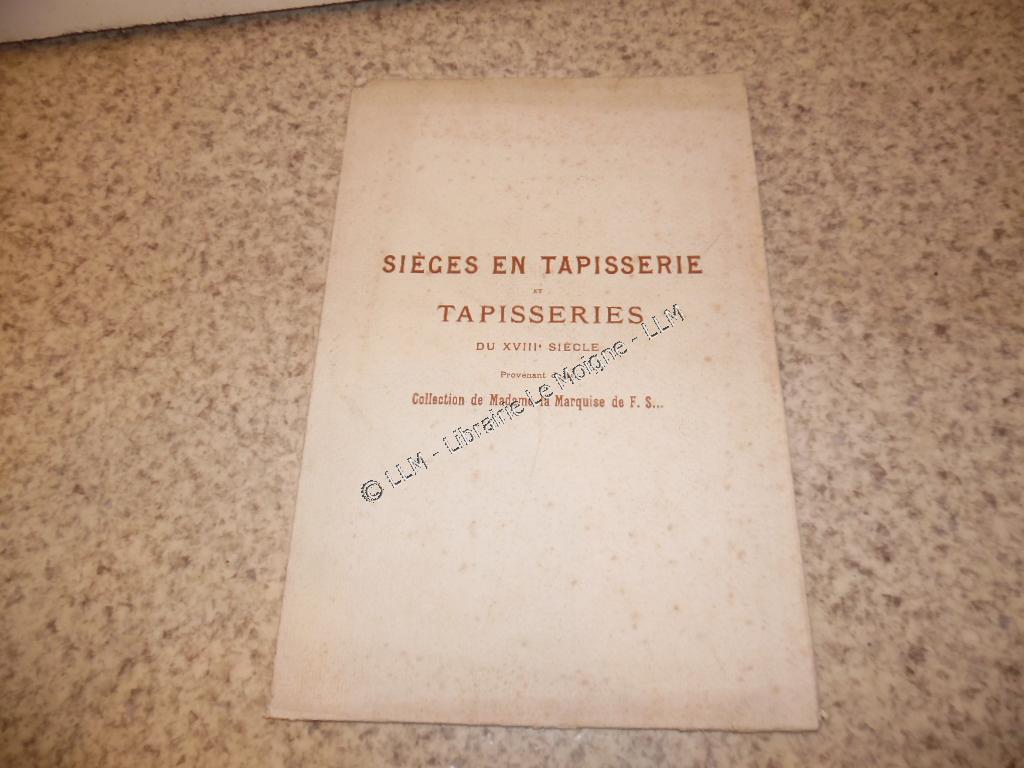 SIÈGES EN TAPISSERIE
ET
TAPISSERIES
DU XVIIIe SIÈCLE
Provenant
Collection de Madame la Marquise de F. S...
© LLM - Librairie Le Moigne - LLM